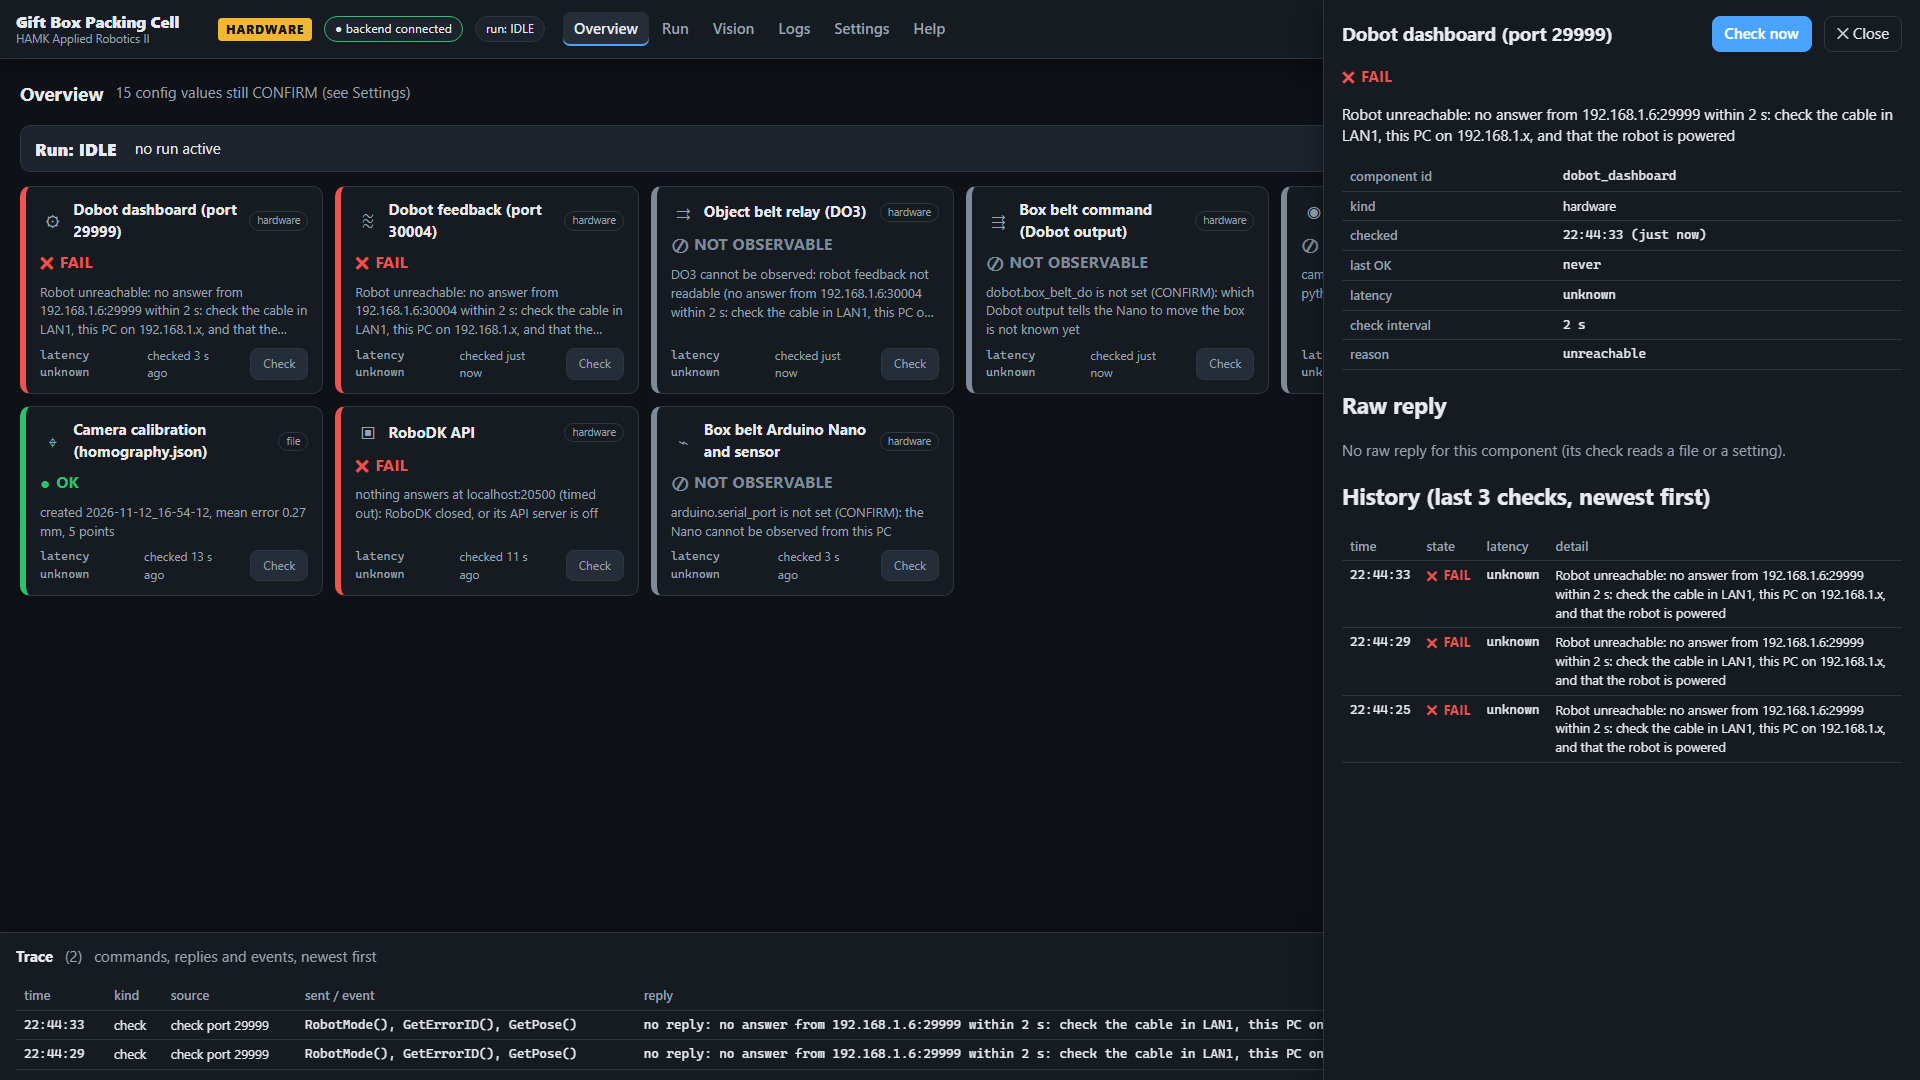 Gift Box Packing Cell
HAMK Applied Robotics II
HARDWARE
● backend connected
run: IDLE
Overview
Run
Vision
Logs
Settings
Help
Overview
15 config values still CONFIRM (see Settings)
Run: IDLE
no run active
Dobot dashboard (port
29999)
hardware
FAIL
Robot unreachable: no answer from
192.168.1.6:29999 within 2 s: check the cable in
LAN1, this PC on 192.168.1.x, and that the...
latency
unknown
checked 3 s
ago
Check
Dobot feedback (port
30004)
hardware
FAIL
Robot unreachable: no answer from
192.168.1.6:30004 within 2 s: check the cable in
LAN1, this PC on 192.168.1.x, and that the...
latency
unknown
checked just
now
Check
Object belt relay (DO3)
hardware
NOT OBSERVABLE
DO3 cannot be observed: robot feedback not
readable (no answer from 192.168.1.6:30004
within 2 s: check the cable in LAN1, this PC o...
latency
unknown
checked just
now
Check
Box belt command
(Dobot output)
hardware
NOT OBSERVABLE
dobot.box_belt_do is not set (CONFIRM): which
Dobot output tells the Nano to move the box
is not known yet
latency
unknown
checked just
now
Check
cam
pyth
lat
unk
Camera calibration
(homography.json)
file
OK
created 2026-11-12_16-54-12, mean error 0.27
mm, 5 points
latency
unknown
checked 13 s
ago
Check
RoboDK API
hardware
FAIL
nothing answers at localhost:20500 (timed
out): RoboDK closed, or its API server is off
latency
unknown
checked 11 s
ago
Check
Box belt Arduino Nano
and sensor
hardware
NOT OBSERVABLE
arduino.serial_port is not set (CONFIRM): the
Nano cannot be observed from this PC
latency
unknown
checked 3 s
ago
Check
Trace (2) commands, replies and events, newest first
time kind source sent / event reply
22:44:33 check check port 29999 RobotMode(), GetErrorID(), GetPose() no reply: no answer from 192.168.1.6:29999 within 2 s: check the cable in LAN1, this PC on
22:44:29 check check port 29999 RobotMode(), GetErrorID(), GetPose() no reply: no answer from 192.168.1.6:29999 within 2 s: check the cable in LAN1, this PC on
Dobot dashboard (port 29999)
Check now
Close
FAIL
Robot unreachable: no answer from 192.168.1.6:29999 within 2 s: check the cable in
LAN1, this PC on 192.168.1.x, and that the robot is powered
component id dobot_dashboard
kind hardware
checked 22:44:33 (just now)
last OK never
latency unknown
check interval 2 s
reason unreachable
Raw reply
No raw reply for this component (its check reads a file or a setting).
History (last 3 checks, newest first)
time state latency detail
22:44:33 FAIL unknown Robot unreachable: no answer from 192.168.1.6:29999
within 2 s: check the cable in LAN1, this PC on 192.168.1.x,
and that the robot is powered
22:44:29 FAIL unknown Robot unreachable: no answer from 192.168.1.6:29999
within 2 s: check the cable in LAN1, this PC on 192.168.1.x,
and that the robot is powered
22:44:25 FAIL unknown Robot unreachable: no answer from 192.168.1.6:29999
within 2 s: check the cable in LAN1, this PC on 192.168.1.x,
and that the robot is powered